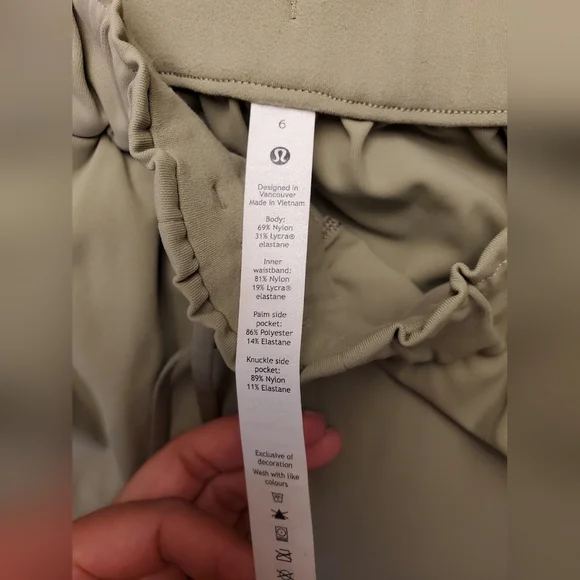 6
Designed in
Vancouver
Made in Vietnam
Body:
69% Nylon
31% Lycra®
elastane
Inner
waistband:
81% Nylon
19% Lycra®
elastane
Palm side
pocket:
86% Polyester
14% Elastane
Knuckle side
pocket:
89% Nylon
11% Elastane
Exclusive of
decoration
Wash with like
colours